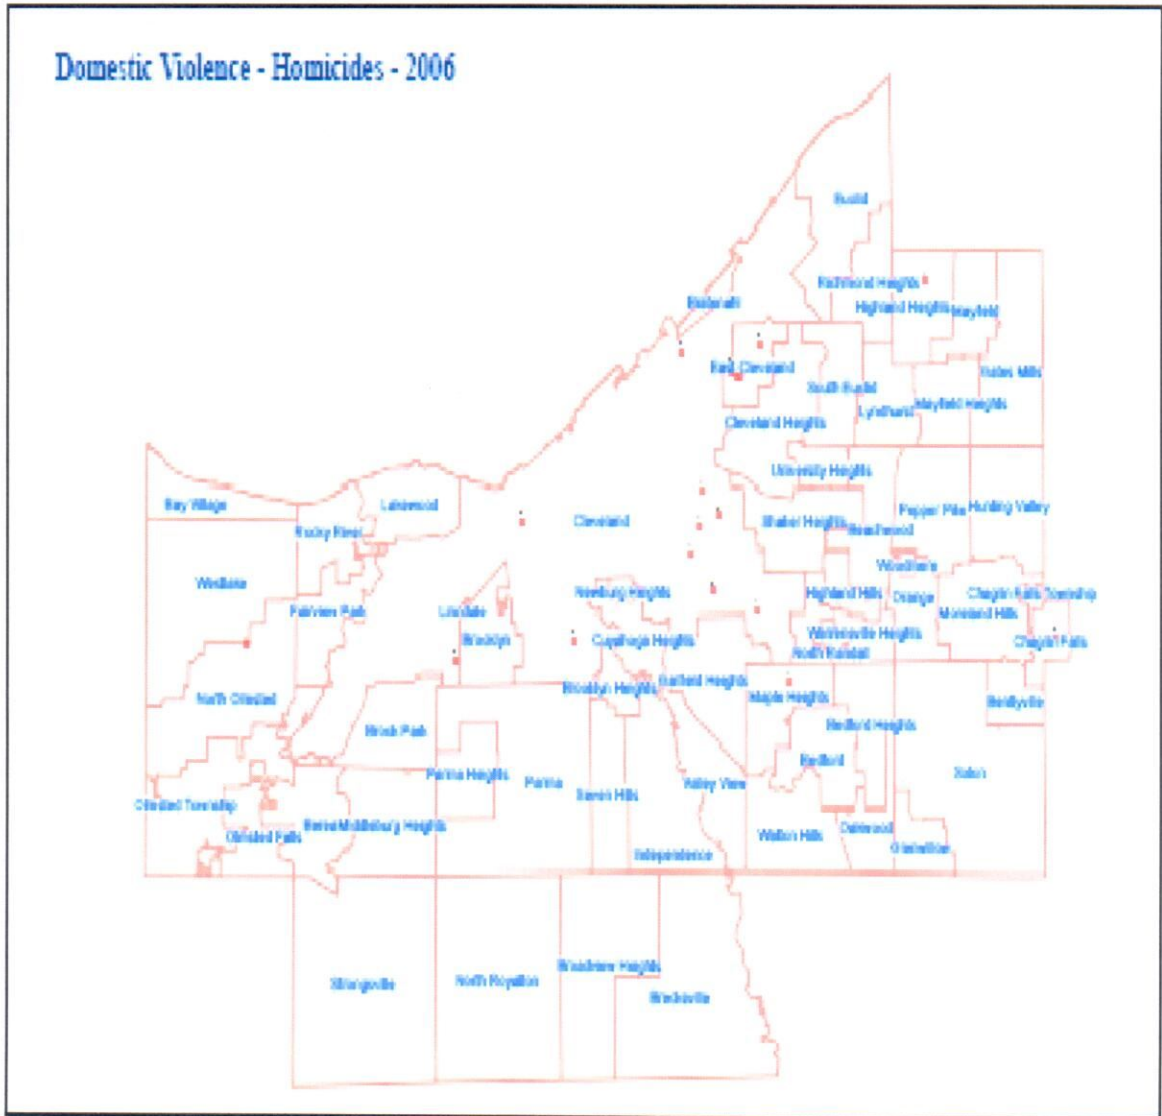 Domestic Violence - Homicides - 2006
Euclid
Richmond Heights
Bratenahl
Highland Heights
Mayfield
East Cleveland
Gates Mills
South Euclid
Mayfield Heights
Lyndhurst
Cleveland Heights
University Heights
Bay Village
Lakewood
Pepper Pike
Hunting Valley
Cleveland
Shaker Heights
Beachwood
Rocky River
Woodmere
Westlake
Newburg Heights
Highland Hills
Orange
Chagrin Falls Township
Fairview Park
Linndale
Moreland Hills
Brooklyn
Cuyahoga Heights
Warrensville Heights
Chagrin Falls
North Randall
Garfield Heights
Brooklyn Heights
North Olmsted
Maple Heights
Bentlyville
Bedford Heights
Brook Park
Bedford
Parma Heights
Parma
Solon
Valley View
Seven Hills
Olmsted Township
Berea
Middleburg Heights
Olmsted Falls
Walton Hills
Oakwood
Glenwillow
Independence
Broadview Heights
Strongsville
North Royalton
Brecksville